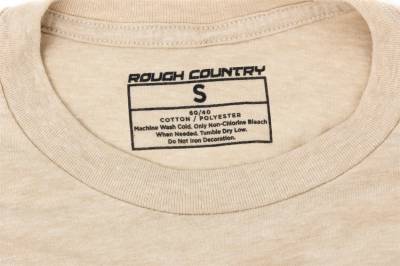 ROUGH COUNTRY
S
60/40
COTTON / POLYESTER
Machine Wash Cold, Only Non-Chlorine Bleach
When Needed, Tumble Dry Low.
Do Not Iron Decoration.